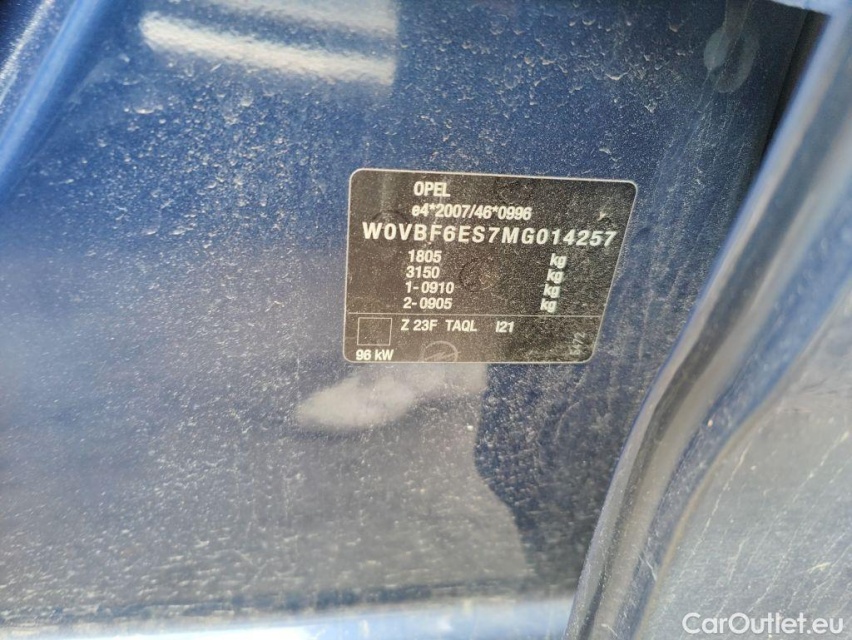 OPEL
e4*2007/46*0996
W0VBF6ES7MG014257
1805 kg
3150 kg
1-0910 kg
2-0905 kg
Z 23F TAQL I21
96 kW
CarOutlet.eu